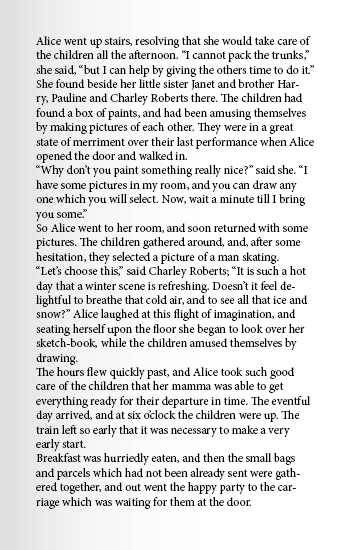 Alice went up stairs, resolving that she would take care of
the children all the afternoon. “I cannot pack the trunks,”
she said, “but I can help by giving the others time to do it.”
She found beside her little sister Janet and brother Har-
ry, Pauline and Charley Roberts there. The children had
found a box of paints, and had been amusing themselves
by making pictures of each other. They were in a great
state of merriment over their last performance when Alice
opened the door and walked in.
“Why don’t you paint something really nice?” said she. “I
have some pictures in my room, and you can draw any
one which you will select. Now, wait a minute till I bring
you some.”
So Alice went to her room, and soon returned with some
pictures. The children gathered around, and, after some
hesitation, they selected a picture of a man skating.
“Let’s choose this,” said Charley Roberts; “It is such a hot
day that a winter scene is refreshing. Doesn’t it feel de-
lightful to breathe that cold air, and to see all that ice and
snow?” Alice laughed at this flight of imagination, and
seating herself upon the floor she began to look over her
sketch-book, while the children amused themselves by
drawing.
The hours flew quickly past, and Alice took such good
care of the children that her mamma was able to get
everything ready for their departure in time. The eventful
day arrived, and at six o’clock the children were up. The
train left so early that it was necessary to make a very
early start.
Breakfast was hurriedly eaten, and then the small bags
and parcels which had not been already sent were gath-
ered together, and out went the happy party to the car-
riage which was waiting for them at the door.